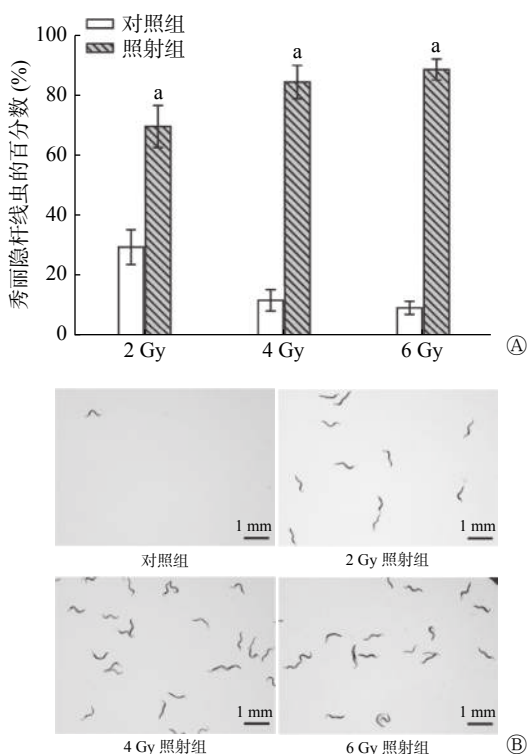 对照组
照射组
秀丽隐杆线虫的百分数 (%)
100
80
60
40
20
0
a
a
a
2 Gy
4 Gy
6 Gy
Ⓐ
1 mm
1 mm
对照组
2 Gy 照射组
1 mm
1 mm
4 Gy 照射组
6 Gy 照射组
Ⓑ